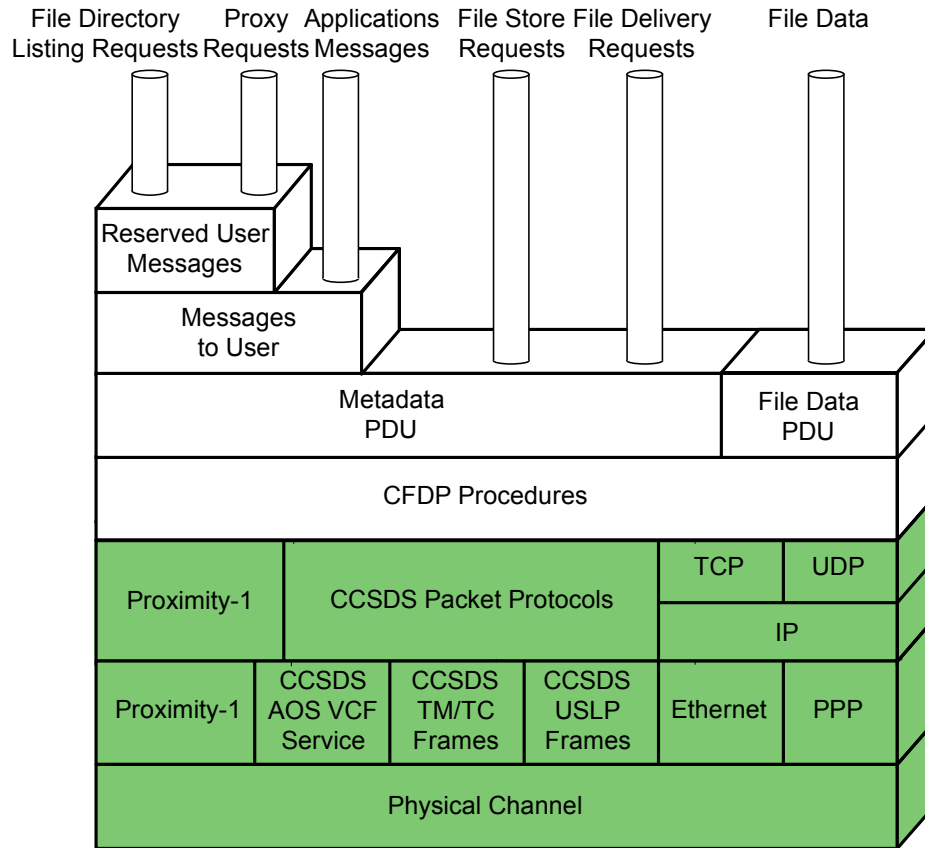 File Directory
Listing Requests
Proxy
Requests
Applications
Messages
File Store
Requests
File Delivery
Requests
File Data
Reserved User
Messages
Messages
to User
Metadata
PDU
File Data
PDU
CFDP Procedures
Proximity-1
CCSDS Packet Protocols
TCP
UDP
IP
Proximity-1
CCSDS
AOS VCF
Service
CCSDS
TM/TC
Frames
CCSDS
USLP
Frames
Ethernet
PPP
Physical Channel